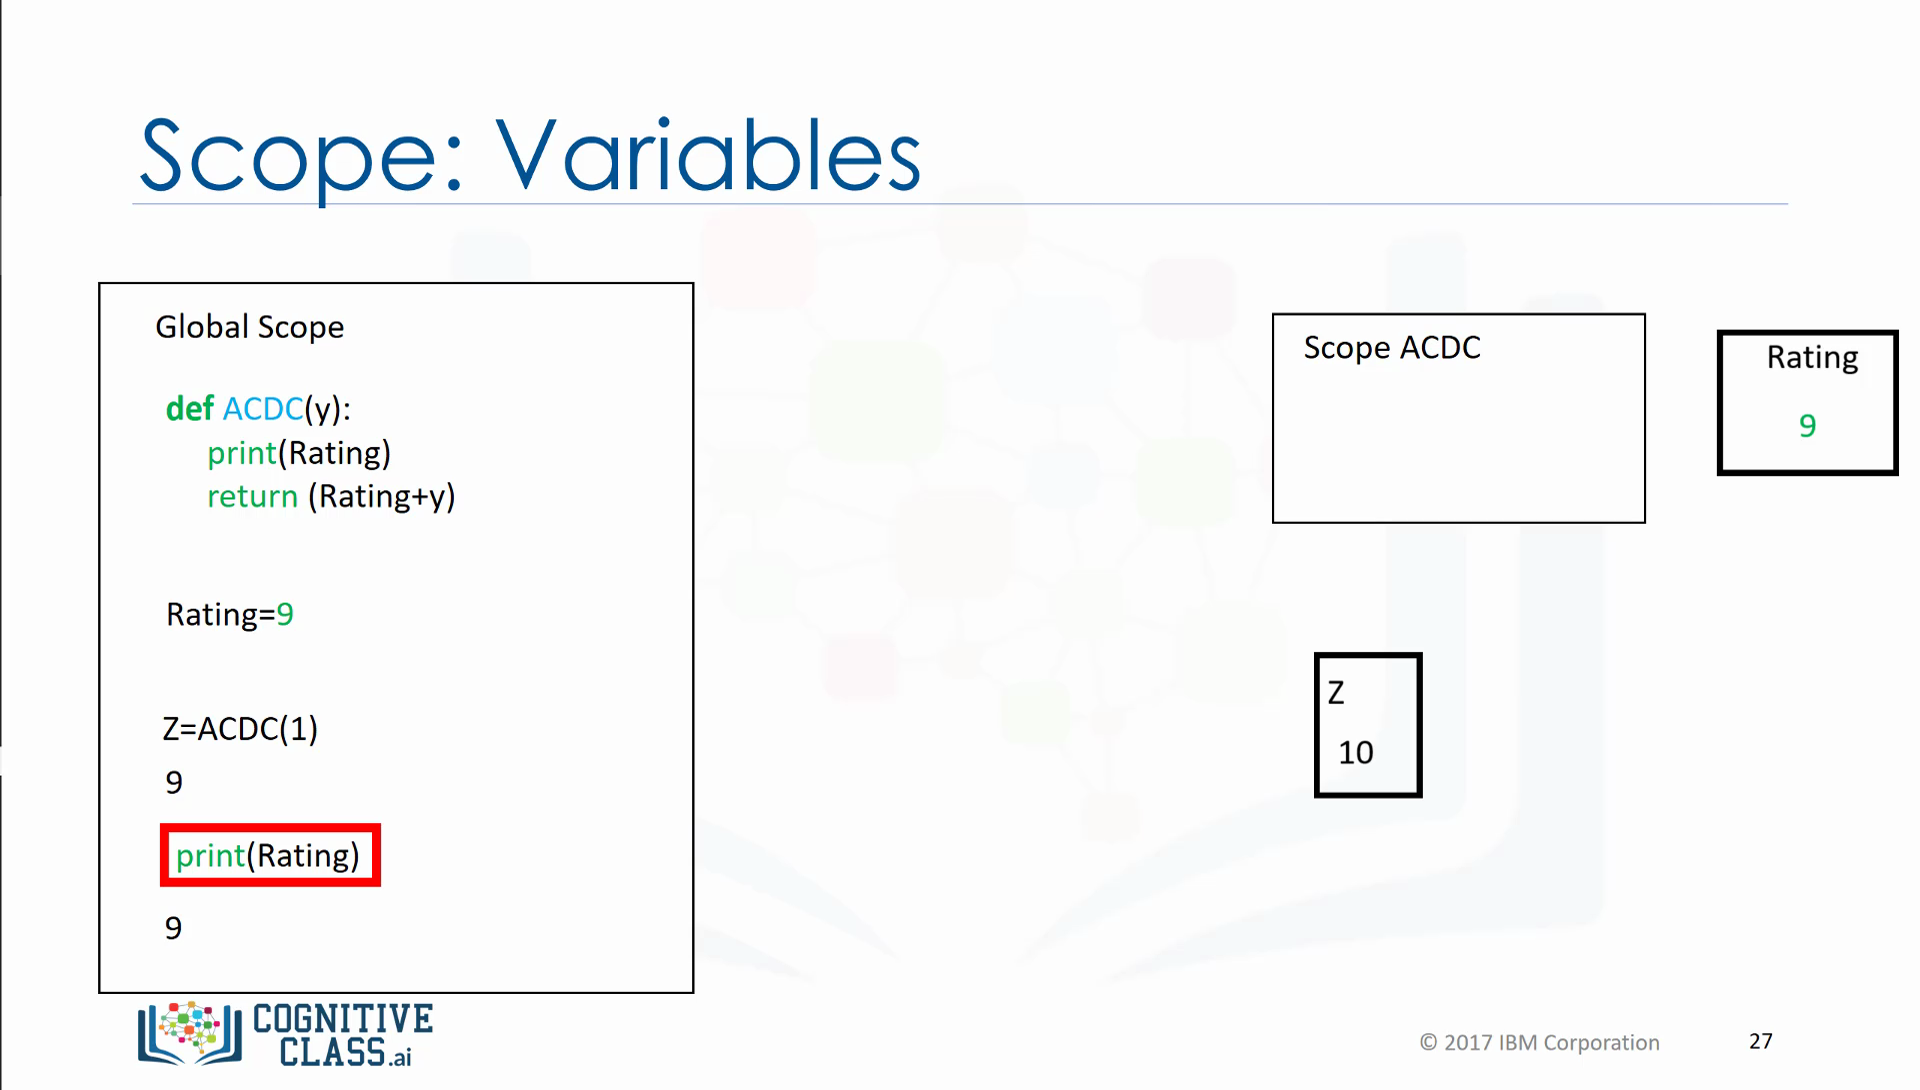 Scope: Variables
Global Scope
def ACDC(y):
print(Rating)
return (Rating+y)
Rating=9
Z=ACDC(1)
9
print(Rating)
9
Scope ACDC
Rating
9
Z
10
COGNITIVE
CLASS.ai
© 2017 IBM Corporation
27